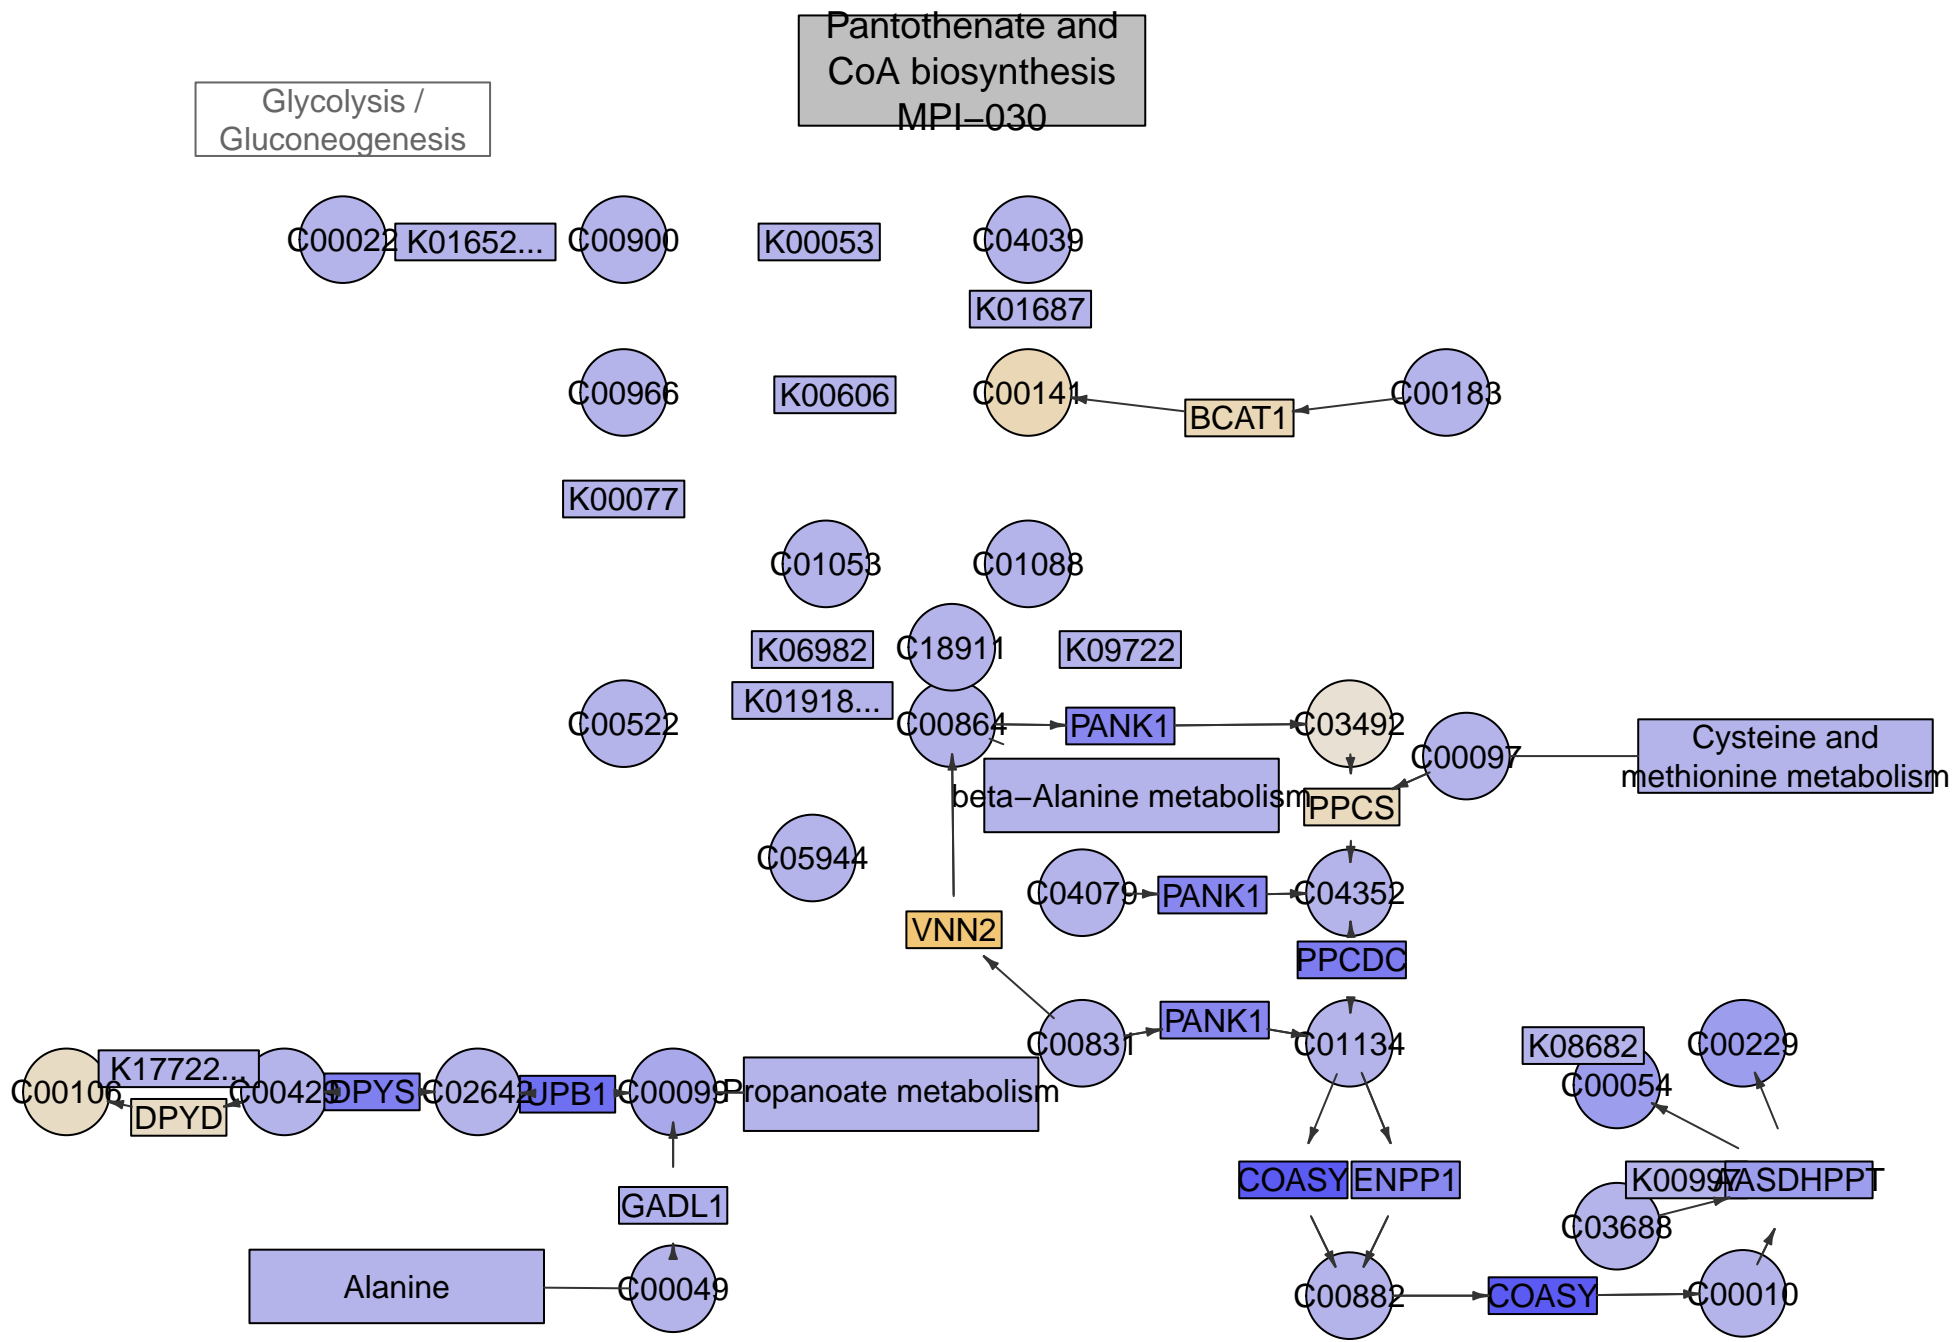 Pantothenate and
CoA biosynthesis
MPI−030
Glycolysis /
Gluconeogenesis
C00022
K01652...
C00900
K00053
C04039
K01687
C00966
K00606
C00141
BCAT1
C00183
K00077
C01053
C01088
K06982
C18911
K09722
K01918...
C00522
C00864
PANK1
C03492
C00097
Cysteine and
methionine metabolism
beta−Alanine metabolism
PPCS
C05944
C04079
PANK1
C04352
VNN2
PPCDC
C00831
PANK1
C01134
K08682
C00229
C00054
K17722...
C00106
DPYD
C00429
DPYS
C02642
UPB1
C00099
Propanoate metabolism
COASY
ENPP1
K00997
AASDHPPT
GADL1
C03688
Alanine
C00049
C00882
COASY
C00010